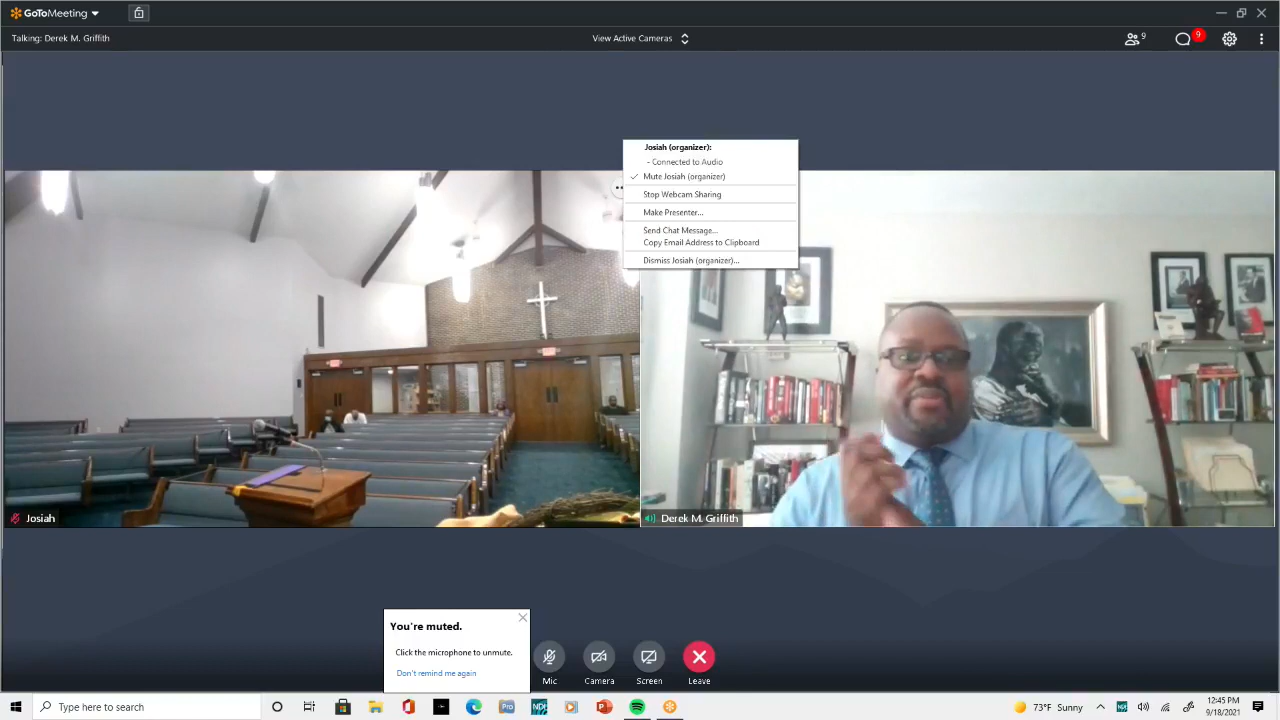 GoToMeeting
Talking: Derek M. Griffith
View Active Cameras
9
9
Josiah (organizer):
- Connected to Audio
Mute Josiah (organizer)
Stop Webcam Sharing
Make Presenter...
Send Chat Message...
Copy Email Address to Clipboard
Dismiss Josiah (organizer)...
Josiah
Derek M. Griffith
You're muted.
Click the microphone to unmute.
Don't remind me again
Mic
Camera
Screen
Leave
Type here to search
Pro
73°F Sunny
12:45 PM
9/18/2021